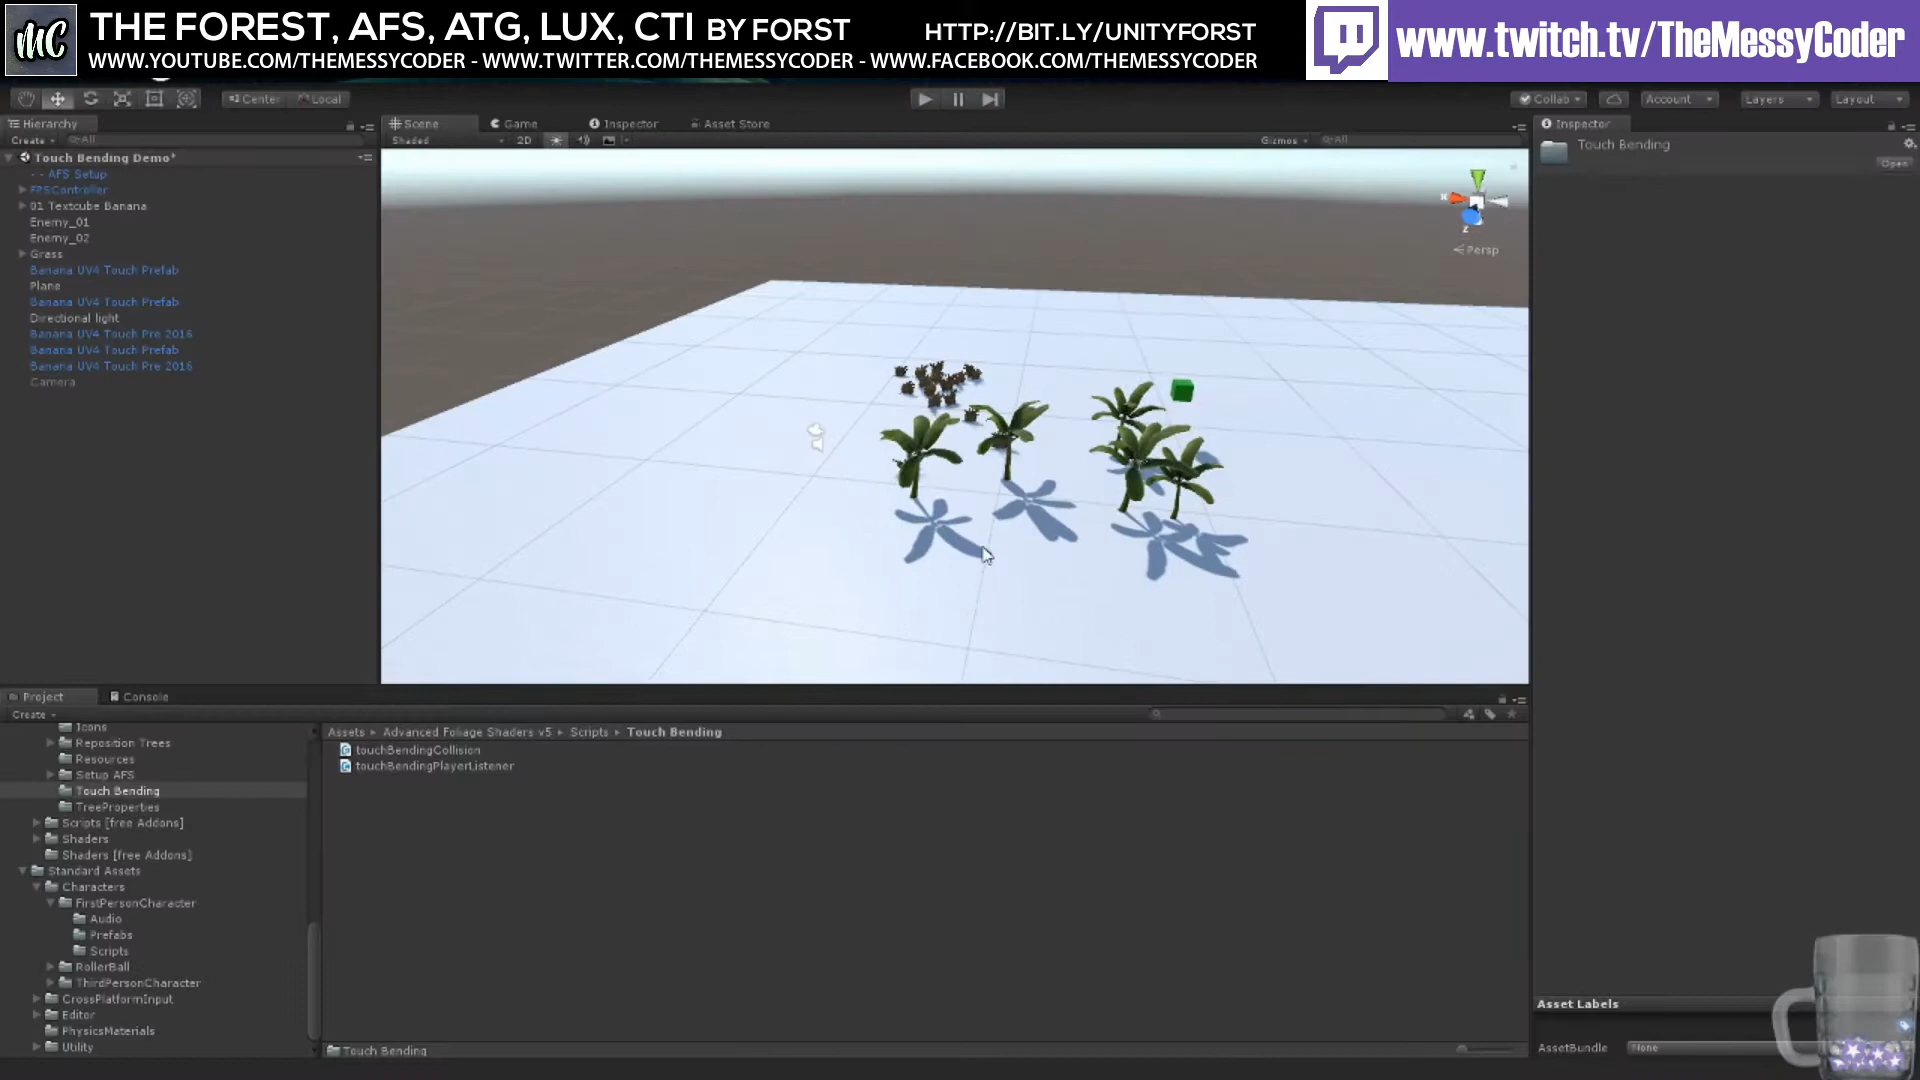 MC THE FOREST, AFS, ATG, LUX, CTI BY FORST HTTP://BIT.LY/UNITYFORST
WWW.YOUTUBE.COM/THEMESSYCODER - WWW.TWITTER.COM/THEMESSYCODER - WWW.FACEBOOK.COM/THEMESSYCODER
www.twitch.tv/TheMessyCoder
Center Local Collab Account Layers Layout
Hierarchy Scene Game Inspector Asset Store Inspector
Create All Shaded 2D Gizmos All
Touch Bending
Open
Touch Bending Demo*
- - AFS Setup
FPSController
01 Textcube Banana
Enemy_01
Enemy_02
Grass
Banana UV4 Touch Prefab
Plane
Banana UV4 Touch Prefab
Directional light
Banana UV4 Touch Pre 2016
Banana UV4 Touch Prefab
Banana UV4 Touch Pre 2016
Camera
x
z
Persp
Project Console
Create
Icons
Reposition Trees
Resources
Setup AFS
Touch Bending
TreeProperties
Scripts [free Addons]
Shaders
Shaders [free Addons]
Standard Assets
Characters
FirstPersonCharacter
Audio
Prefabs
Scripts
RollerBall
ThirdPersonCharacter
CrossPlatformInput
Editor
PhysicsMaterials
Utility
Assets Advanced Foliage Shaders v5 Scripts Touch Bending
touchBendingCollision
touchBendingPlayerListener
Touch Bending
Asset Labels
AssetBundle None